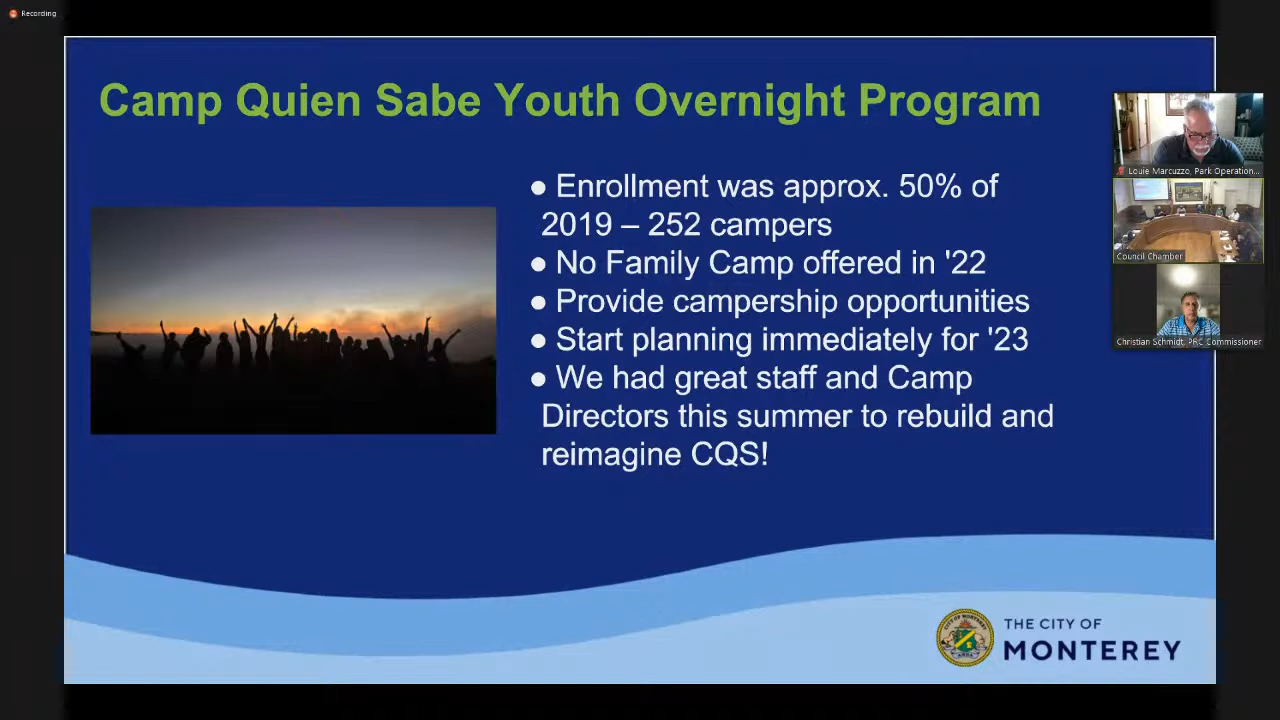 Recording
Camp Quien Sabe Youth Overnight Program
● Enrollment was approx. 50% of
2019 – 252 campers
● No Family Camp offered in '22
● Provide campership opportunities
● Start planning immediately for '23
● We had great staff and Camp
Directors this summer to rebuild and
reimagine CQS!
Louie Marcuzzo, Park Operation...
Council Chamber
Christian Schmidt, PRC Commissioner
THE CITY OF
MONTEREY